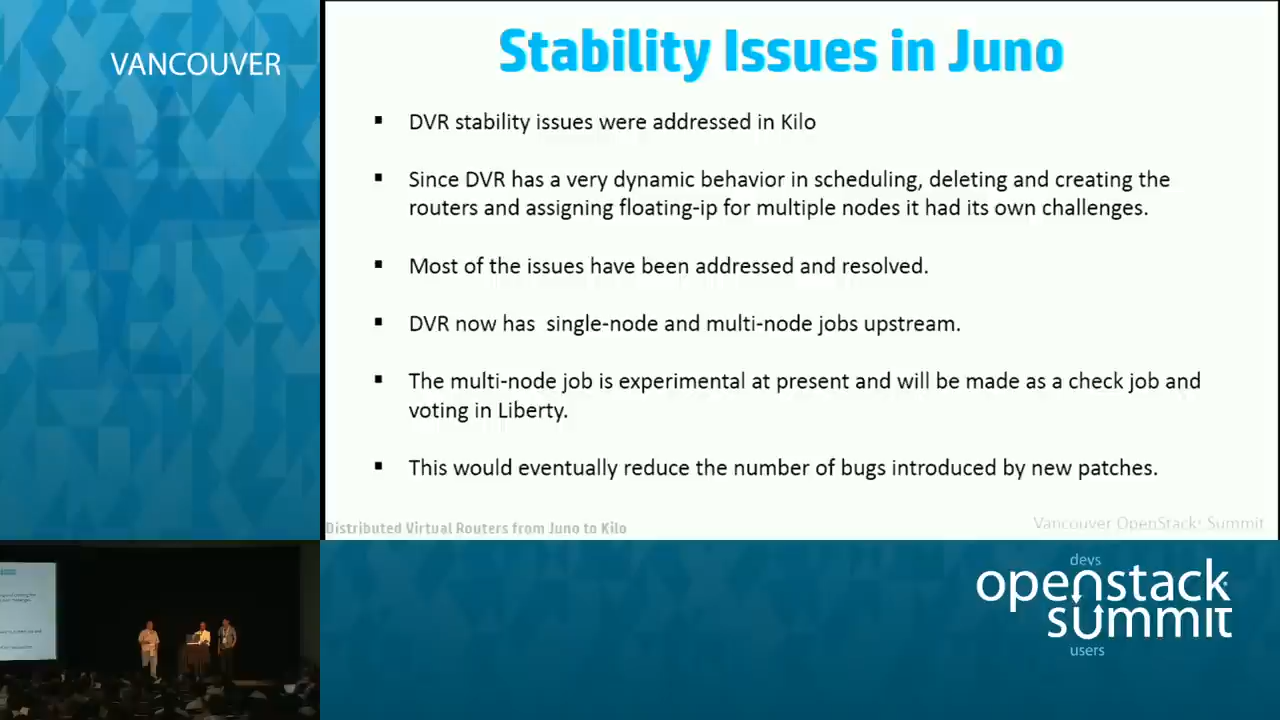 VANCOUVER
Stability Issues in Juno
▪ DVR stability issues were addressed in Kilo
▪ Since DVR has a very dynamic behavior in scheduling, deleting and creating the
routers and assigning floating-ip for multiple nodes it had its own challenges.
▪ Most of the issues have been addressed and resolved.
▪ DVR now has single-node and multi-node jobs upstream.
▪ The multi-node job is experimental at present and will be made as a check job and
voting in Liberty.
▪ This would eventually reduce the number of bugs introduced by new patches.
Distributed Virtual Routers from Juno to Kilo
Vancouver OpenStack Summit
devs
openstack
summit
users